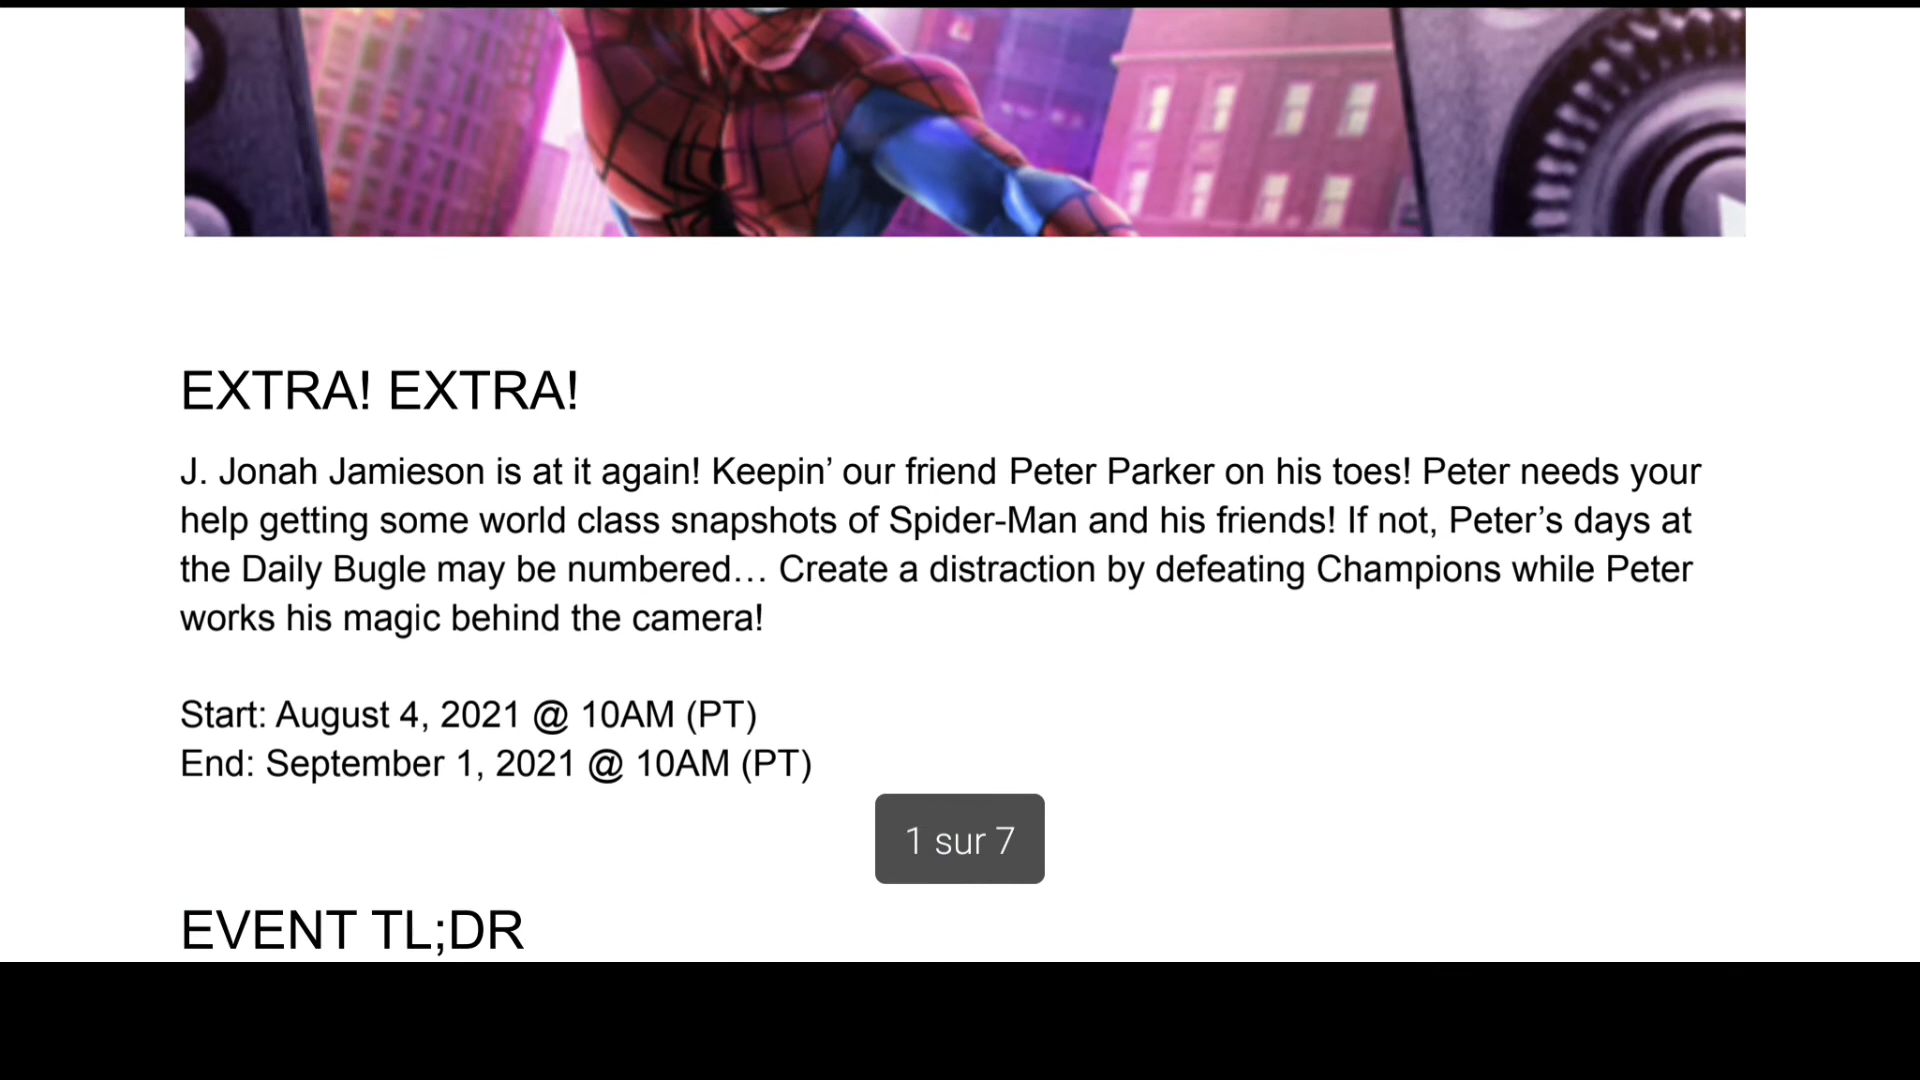 EXTRA! EXTRA!
J. Jonah Jamieson is at it again! Keepin’ our friend Peter Parker on his toes! Peter needs your
help getting some world class snapshots of Spider-Man and his friends! If not, Peter’s days at
the Daily Bugle may be numbered… Create a distraction by defeating Champions while Peter
works his magic behind the camera!
Start: August 4, 2021 @ 10AM (PT)
End: September 1, 2021 @ 10AM (PT)
1 sur 7
EVENT TL;DR